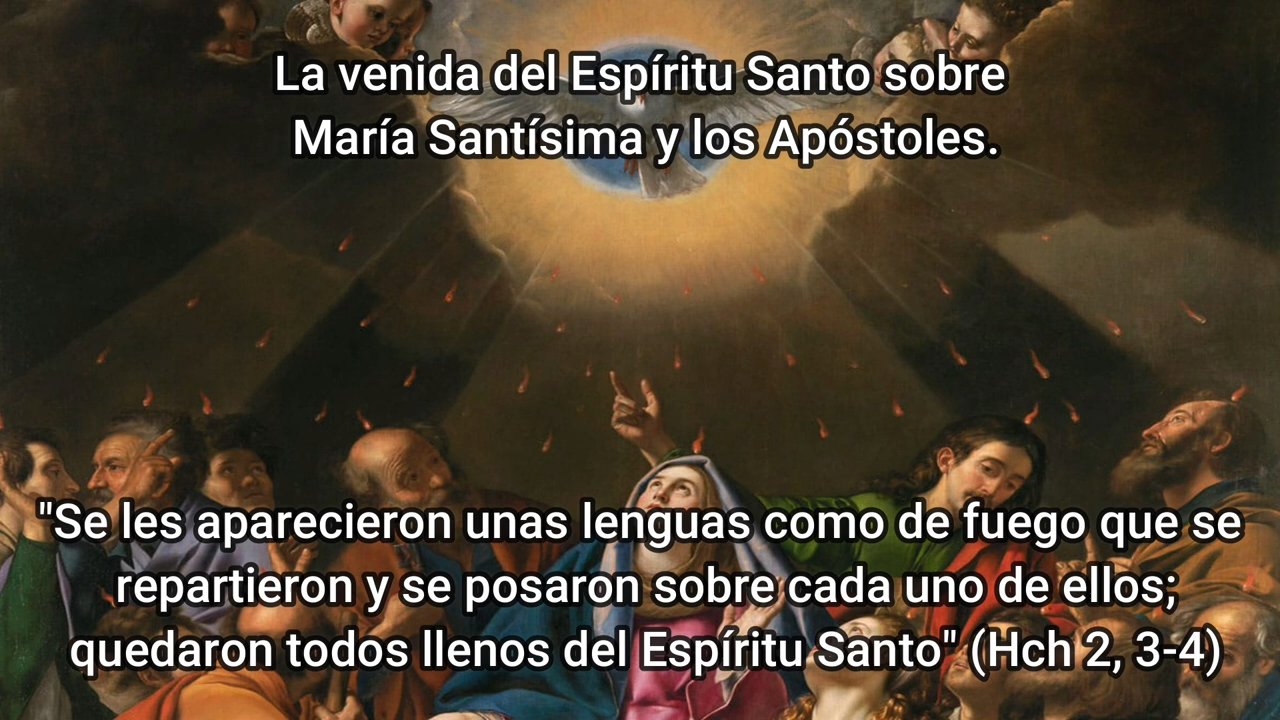 La venida del Espíritu Santo sobre
María Santísima y los Apóstoles.
"Se les aparecieron unas lenguas como de fuego que se
repartieron y se posaron sobre cada uno de ellos;
quedaron todos llenos del Espíritu Santo" (Hch 2, 3-4)